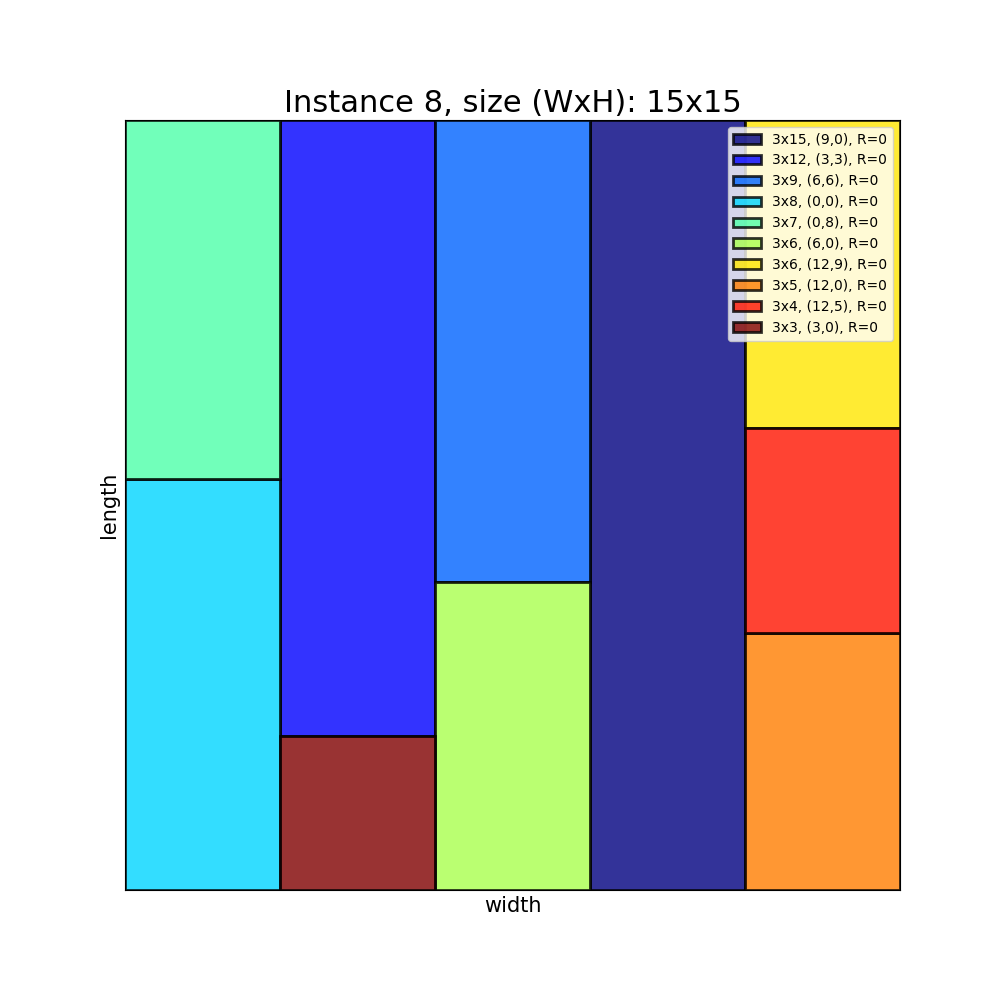 Instance 8, size (WxH): 15x15
3x15, (9,0), R=0
3x12, (3,3), R=0
3x9, (6,6), R=0
3x8, (0,0), R=0
3x7, (0,8), R=0
3x6, (6,0), R=0
3x6, (12,9), R=0
3x5, (12,0), R=0
3x4, (12,5), R=0
3x3, (3,0), R=0
length
width